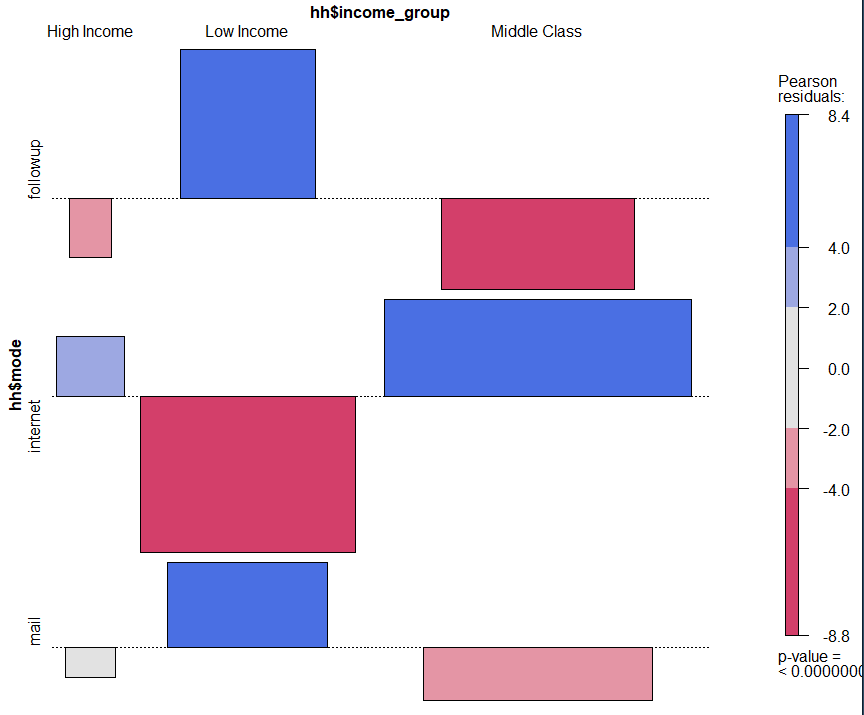 hh$income_group
High Income Low Income Middle Class
hh$mode
followup
internet
mail
Pearson
residuals:
8.4
4.0
2.0
0.0
-2.0
-4.0
-8.8
p-value =
< 0.0000000